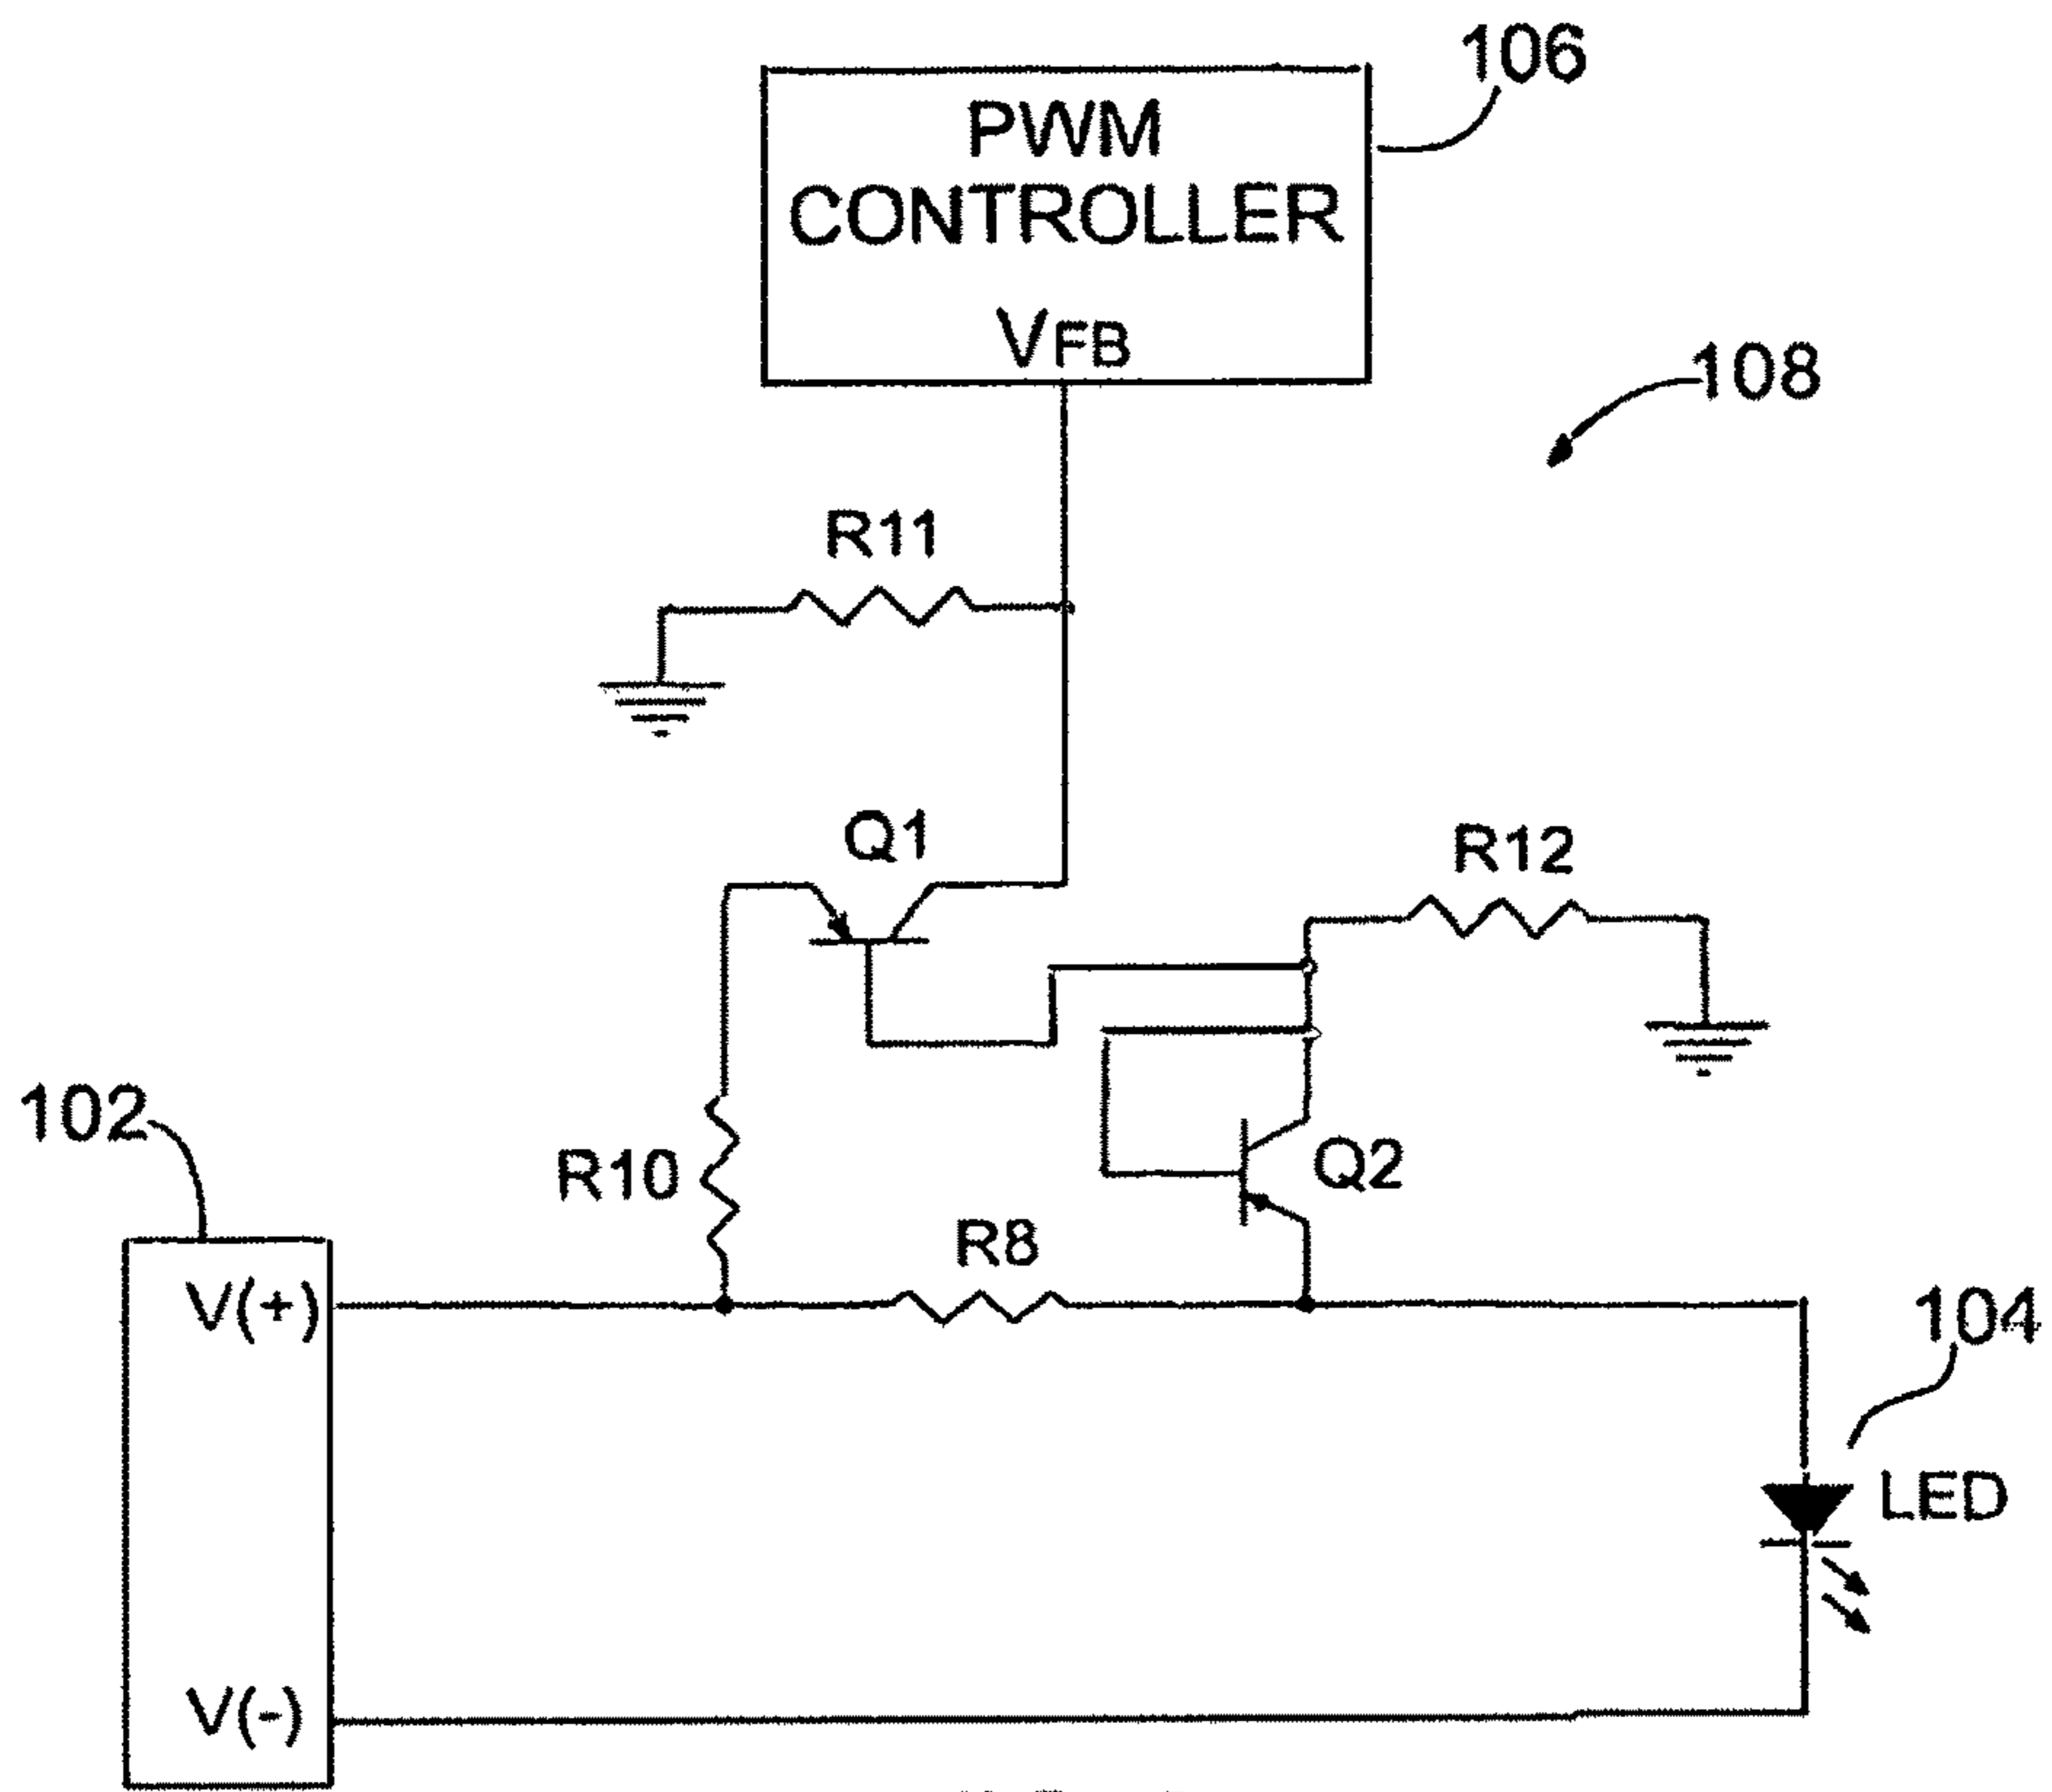 106
PWM
CONTROLLER
VFB
108
R11
Q1
R12
102
R10
Q2
R8
V(+)
104
LED
V(-)